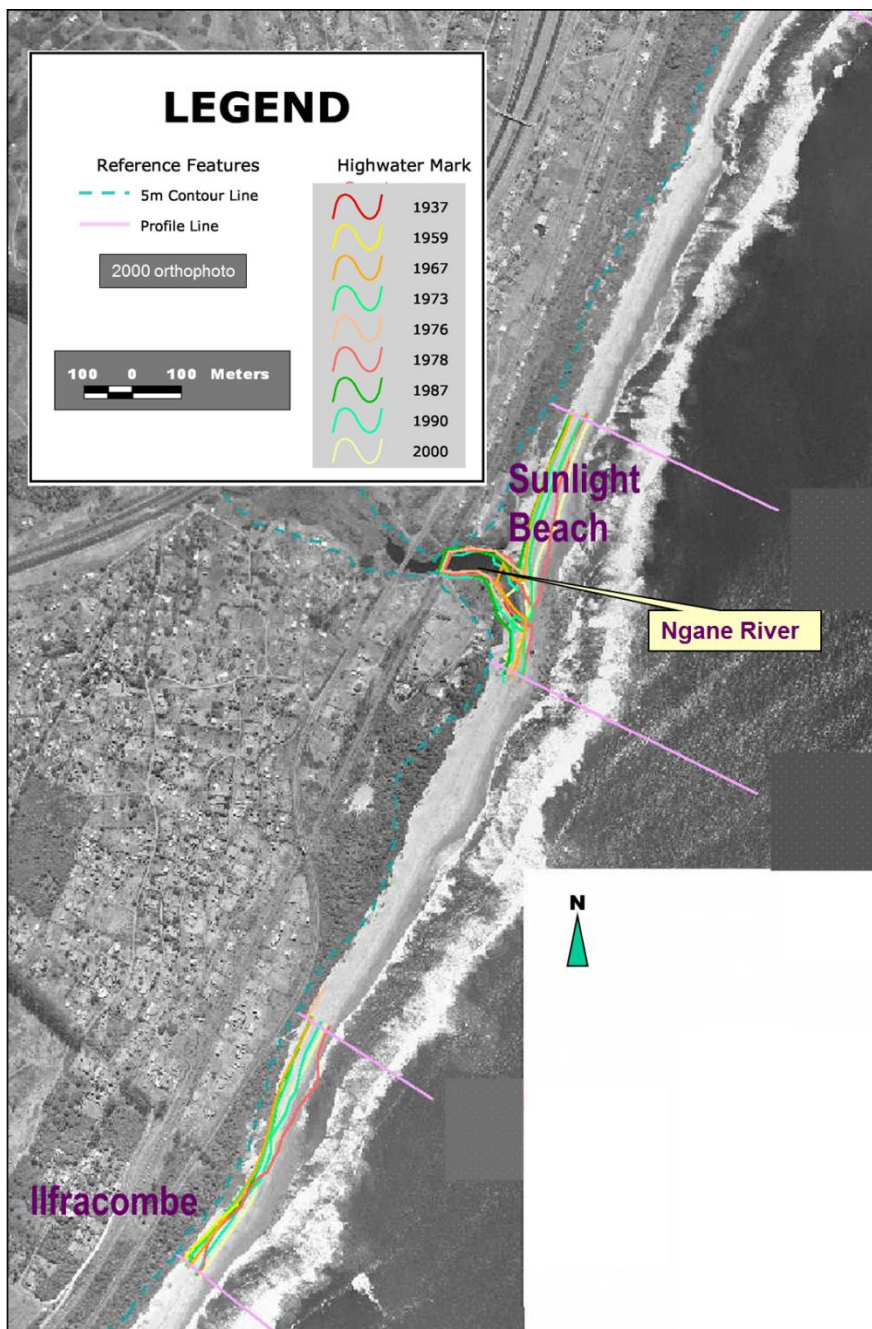 LEGEND
Reference Features
5m Contour Line
Profile Line
2000 orthophoto
100 0 100 Meters
Highwater Mark
1937
1959
1967
1973
1976
1978
1987
1990
2000
Sunlight
Beach
Ngane River
N
Ilfracombe